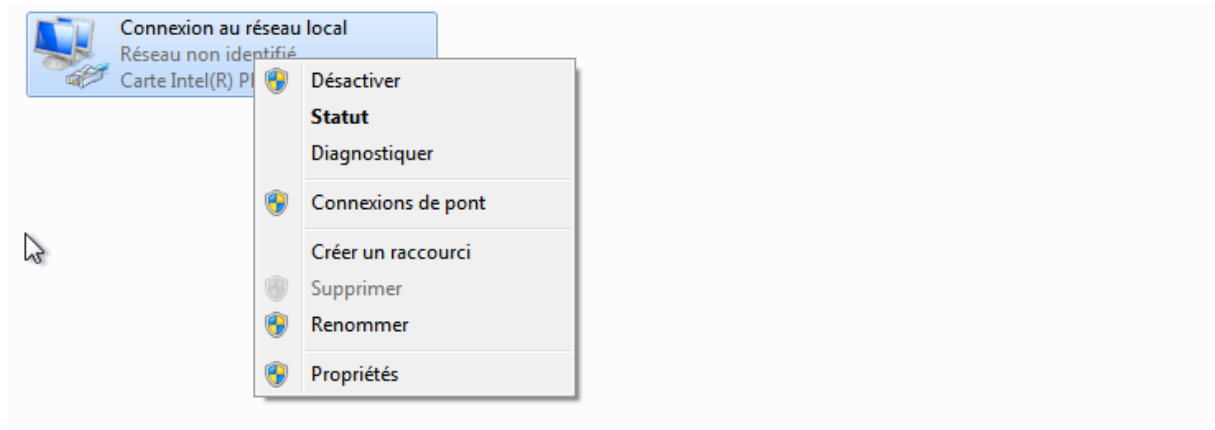 Connexion au réseau local
Réseau non identifié
Carte Intel(R)
Désactiver
Statut
Diagnostiquer
Connexions de pont
Créer un raccourci
Supprimer
Renommer
Propriétés